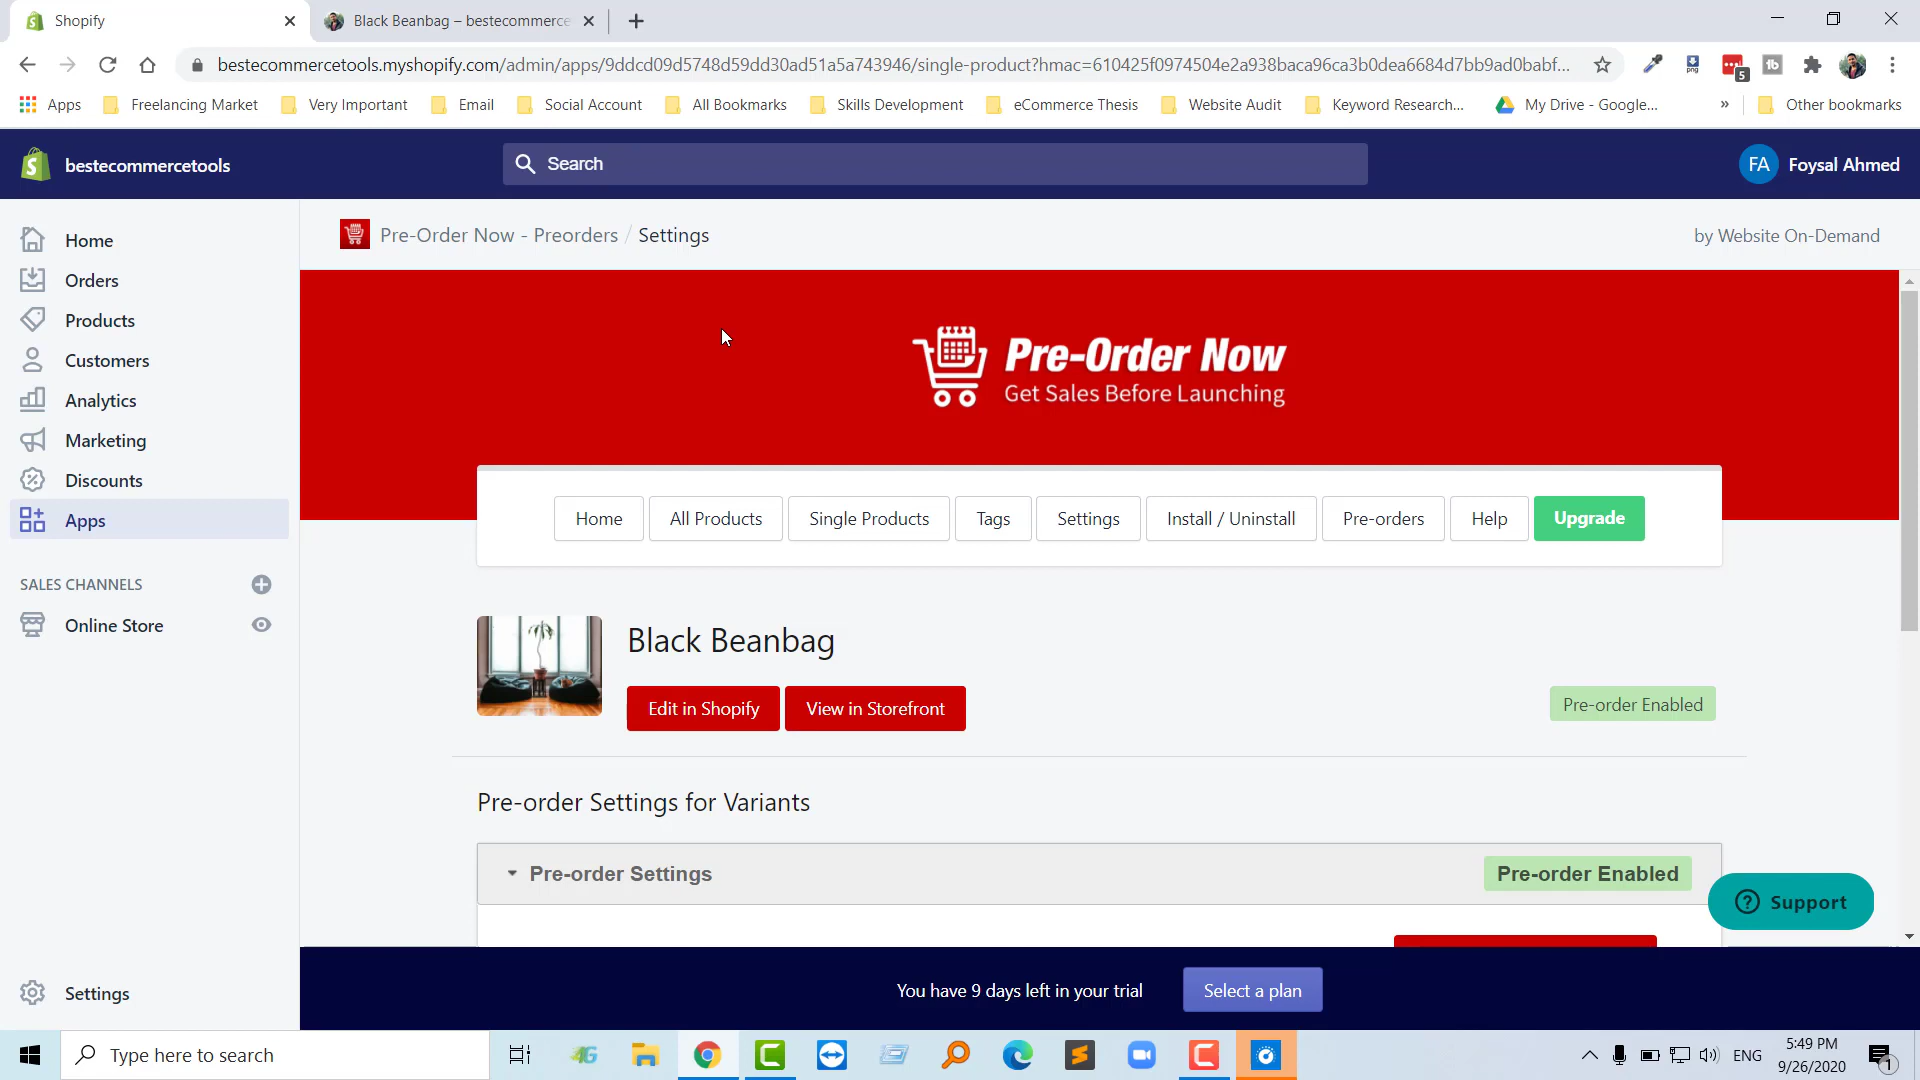 Shopify
Black Beanbag – bestecommerce
bestecommercetools.myshopify.com/admin/apps/9ddcd09d5748d59dd30ad51a5a743946/single-product?hmac=610425f0974504e2a938baca96ca3b0dea6684d7bb9ad0babf...
png
5
tb
Apps
Freelancing Market
Very Important
Email
Social Account
All Bookmarks
Skills Development
eCommerce Thesis
Website Audit
Keyword Research...
My Drive - Google...
»
Other bookmarks
bestecommercetools
Search
FA
Foysal Ahmed
Home
Orders
Products
Customers
Analytics
Marketing
Discounts
Apps
SALES CHANNELS
Online Store
Settings
Pre-Order Now - Preorders / Settings
by Website On-Demand
Pre-Order Now
Get Sales Before Launching
Home
All Products
Single Products
Tags
Settings
Install / Uninstall
Pre-orders
Help
Upgrade
Black Beanbag
Edit in Shopify
View in Storefront
Pre-order Enabled
Pre-order Settings for Variants
Pre-order Settings
Pre-order Enabled
Support
You have 9 days left in your trial
Select a plan
Type here to search
4G
ENG
5:49 PM
9/26/2020
1